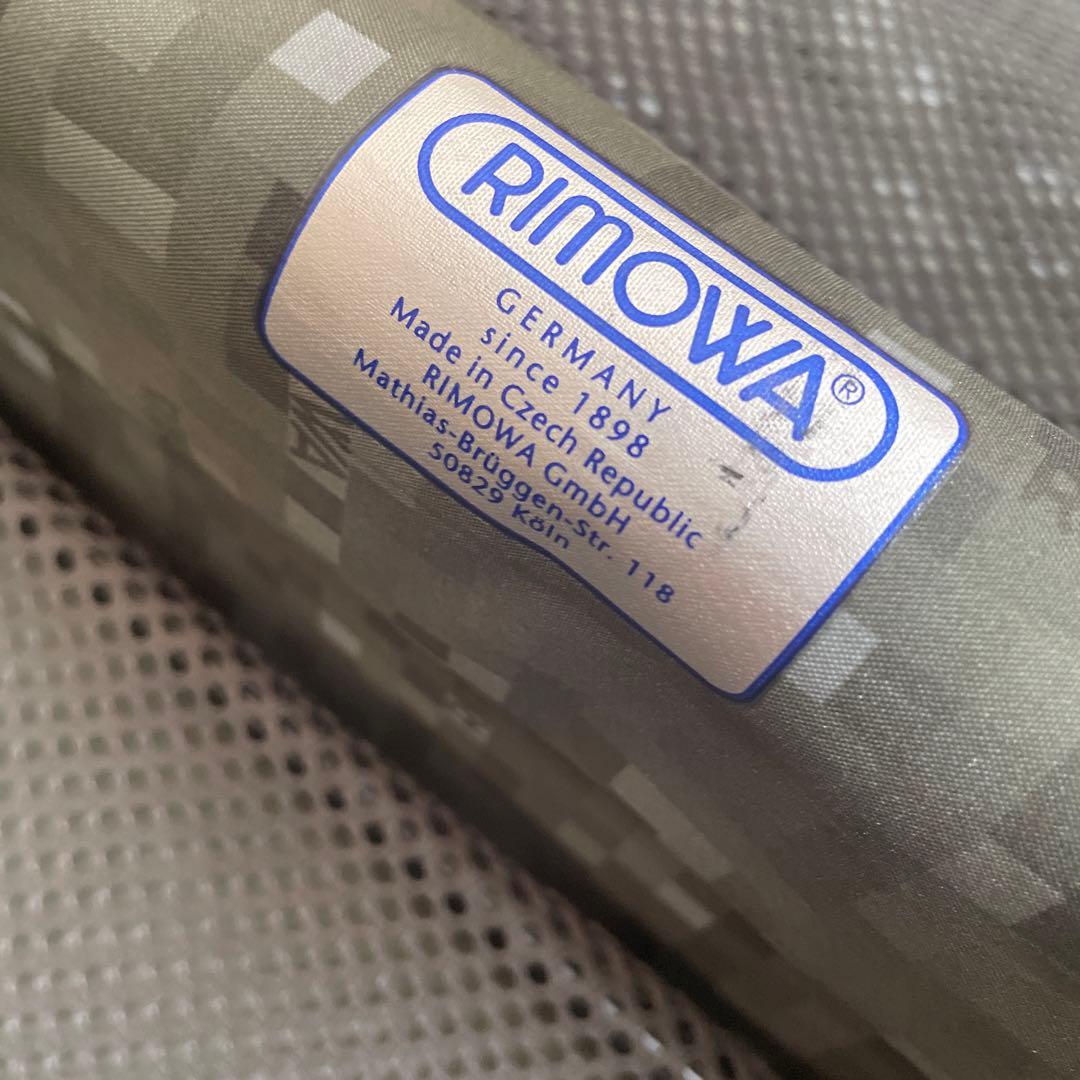 RIMOWA®
GERMANY
since 1898
Made in Czech Republic
RIMOWA GmbH
Mathias-Brüggen-Str. 118
50829 Köln